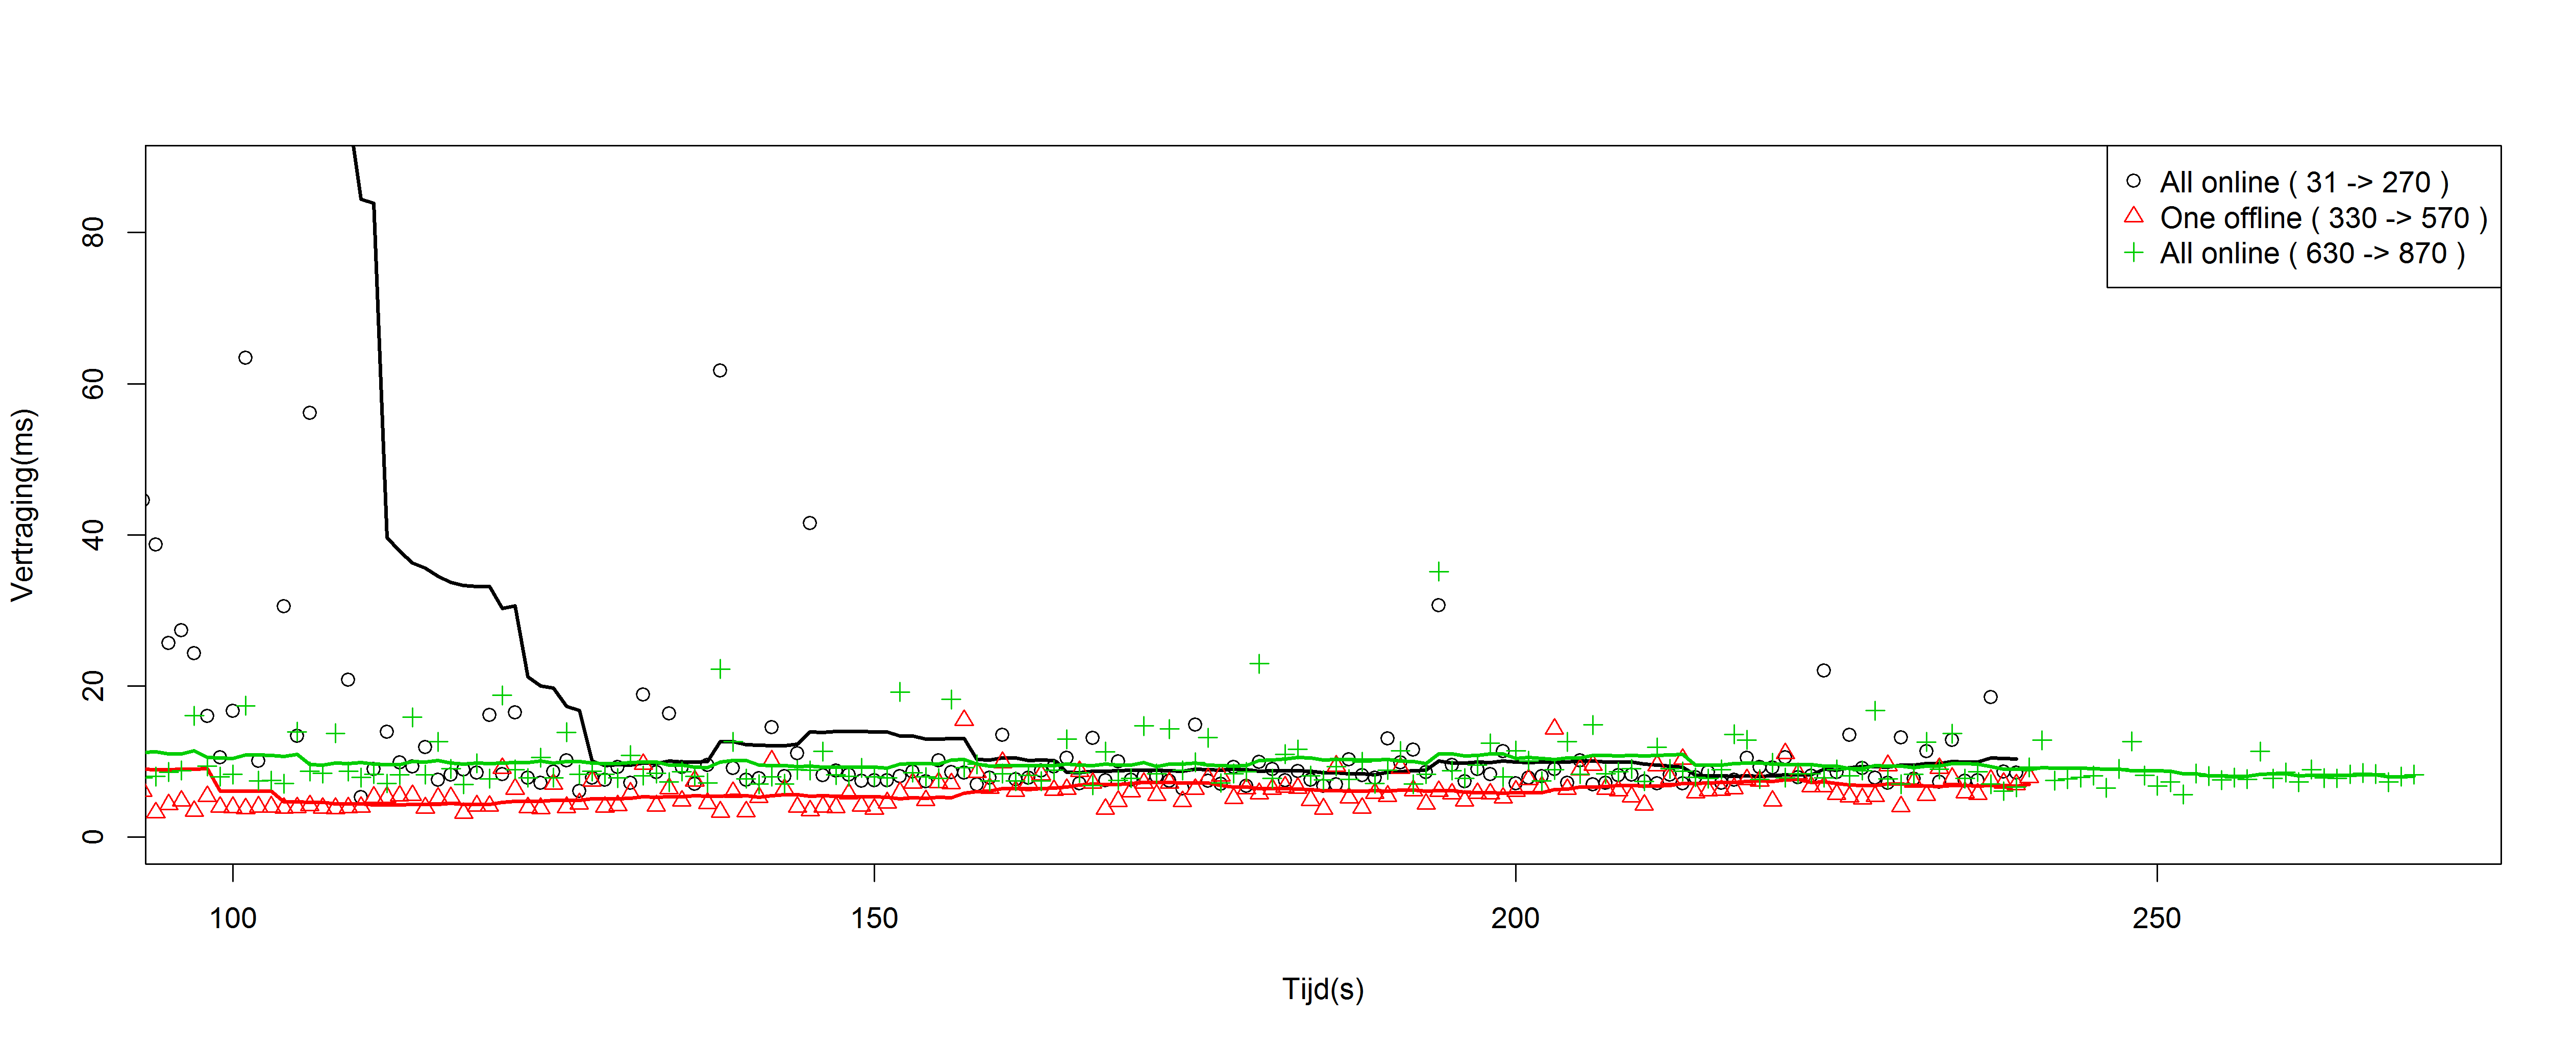 All online ( 31 -> 270 )
One offline ( 330 -> 570 )
All online ( 630 -> 870 )
Vertraging(ms)
80
60
40
20
0
100 150 200 250
Tijd(s)